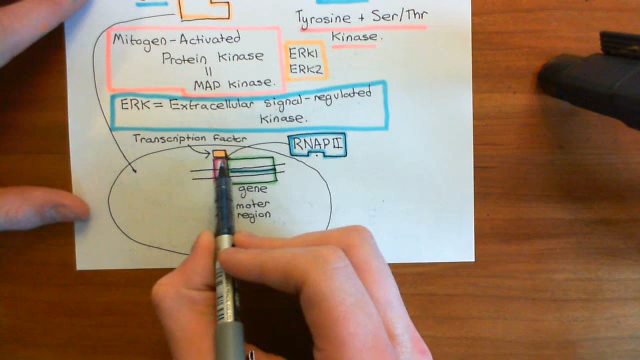 Tyrosine + Ser/Thr
Kinase.
Mitogen-Activated
Protein Kinase
=
MAP Kinase.
ERK1
ERK2
ERK = Extracellular signal-regulated
kinase.
Transcription factor
RNAP II
gene
moter
region